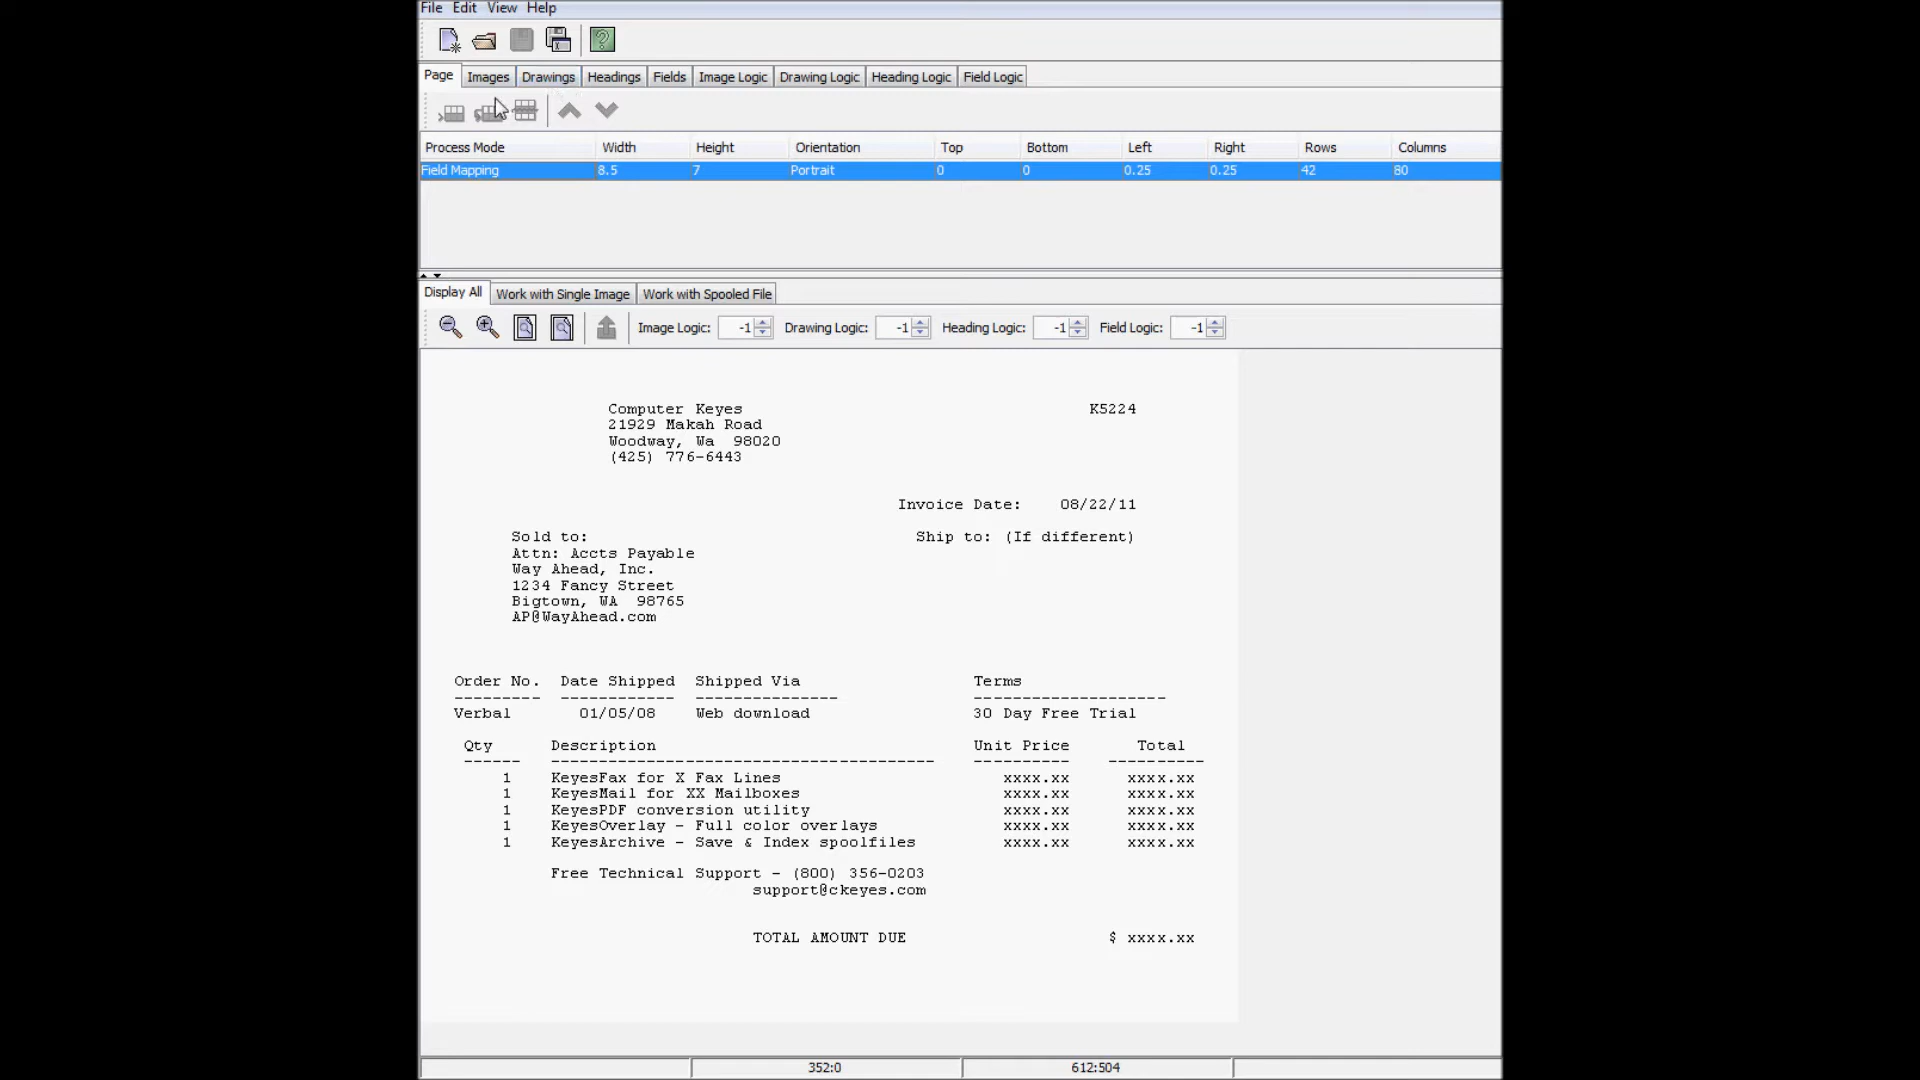 File Edit View Help
Page Images Drawings Headings Fields Image Logic Drawing Logic Heading Logic Field Logic
Process Mode Width Height Orientation Top Bottom Left Right Rows Columns
Field Mapping 8.5 7 Portrait 0 0 0.25 0.25 42 80
Display All Work with Single Image Work with Spooled File
Image Logic: -1 Drawing Logic: -1 Heading Logic: -1 Field Logic: -1
Computer Keyes K5224
21929 Makah Road
Woodway, Wa 98020
(425) 776-6443
Invoice Date: 08/22/11
Sold to: Ship to: (If different)
Attn: Accts Payable
Way Ahead, Inc.
1234 Fancy Street
Bigtown, WA 98765
AP@WayAhead.com
Order No. Date Shipped Shipped Via Terms
--------- ------------ --------------- --------------------
Verbal 01/05/08 Web download 30 Day Free Trial
Qty Description Unit Price Total
------ ---------------------------------------- ---------- ----------
1 KeyesFax for X Fax Lines xxxx.xx xxxx.xx
1 KeyesMail for XX Mailboxes xxxx.xx xxxx.xx
1 KeyesPDF conversion utility xxxx.xx xxxx.xx
1 KeyesOverlay - Full color overlays xxxx.xx xxxx.xx
1 KeyesArchive - Save & Index spoolfiles xxxx.xx xxxx.xx
Free Technical Support - (800) 356-0203
support@ckeyes.com
TOTAL AMOUNT DUE $ xxxx.xx
352:0 612:504